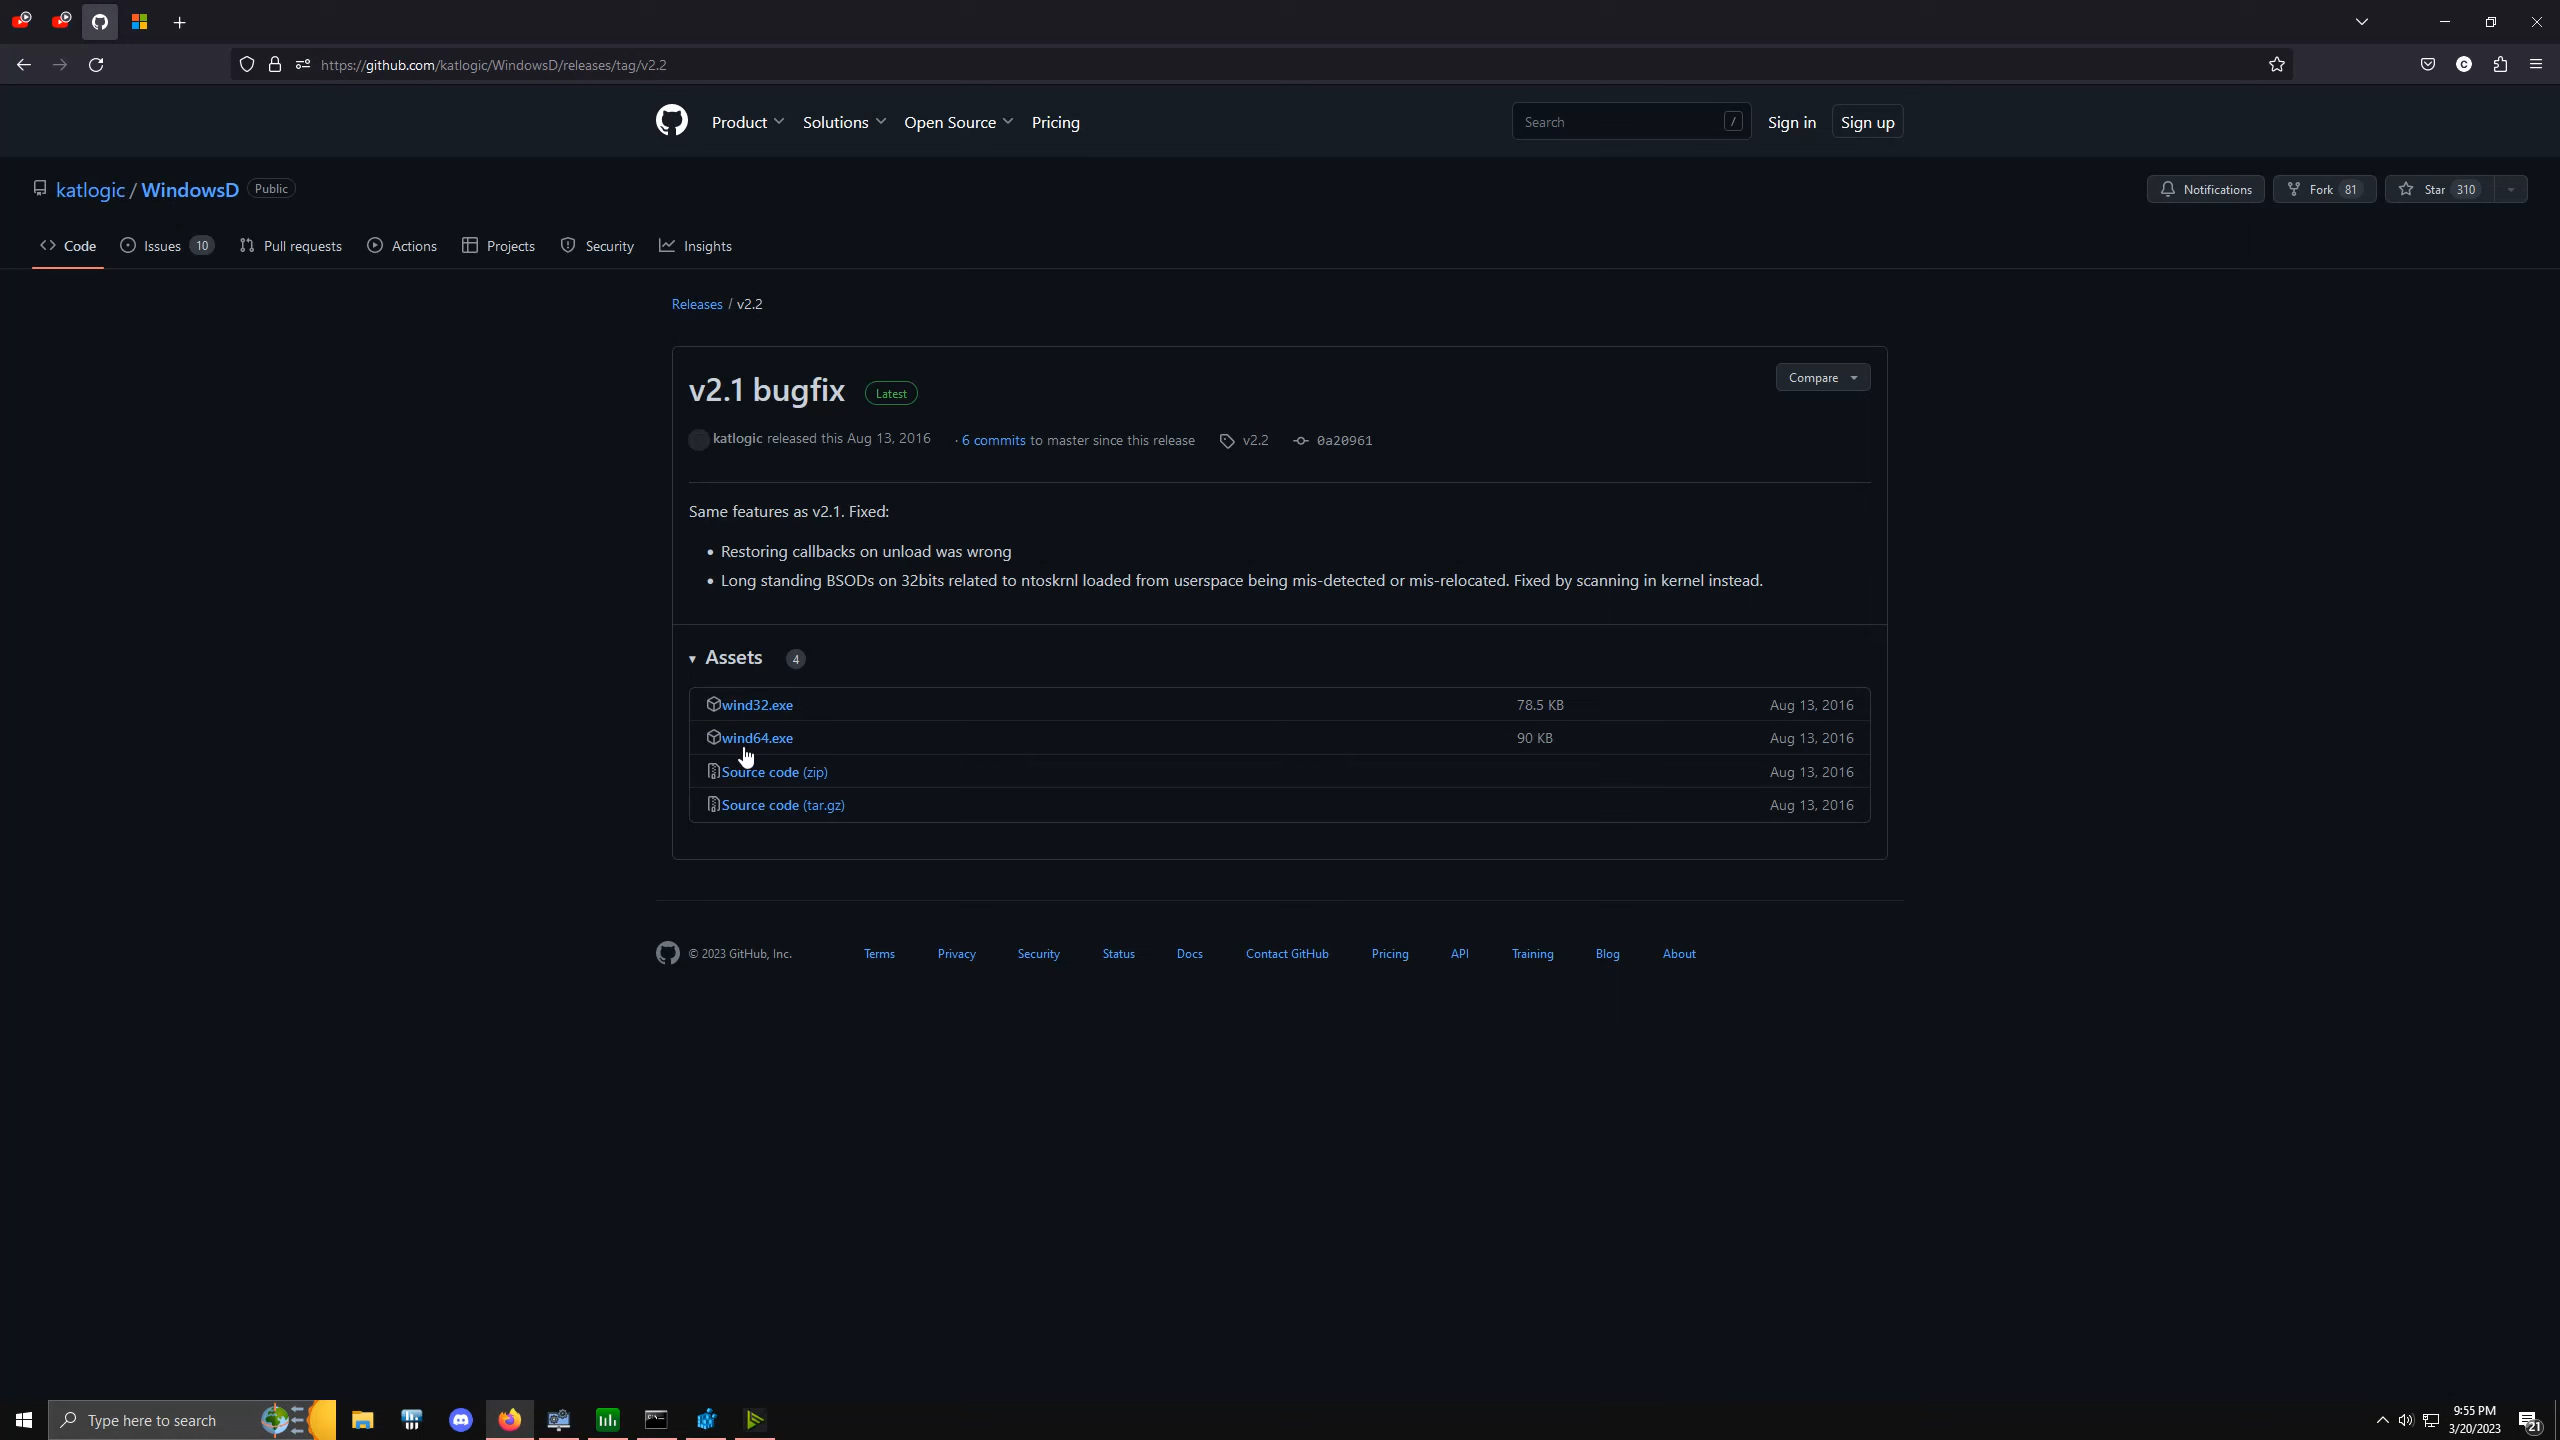 https://github.com/katlogic/WindowsD/releases/tag/v2.2
Product Solutions Open Source Pricing Search / Sign in Sign up
katlogic / WindowsD Public Notifications Fork 81 Star 310
Code Issues 10 Pull requests Actions Projects Security Insights
Releases / v2.2
v2.1 bugfix Latest Compare
katlogic released this Aug 13, 2016 · 6 commits to master since this release v2.2 0a20961
Same features as v2.1. Fixed:
• Restoring callbacks on unload was wrong
• Long standing BSODs on 32bits related to ntoskrnl loaded from userspace being mis-detected or mis-relocated. Fixed by scanning in kernel instead.
Assets 4
wind32.exe 78.5 KB Aug 13, 2016
wind64.exe 90 KB Aug 13, 2016
Source code (zip) Aug 13, 2016
Source code (tar.gz) Aug 13, 2016
© 2023 GitHub, Inc. Terms Privacy Security Status Docs Contact GitHub Pricing API Training Blog About
Type here to search
9:55 PM
3/20/2023
21